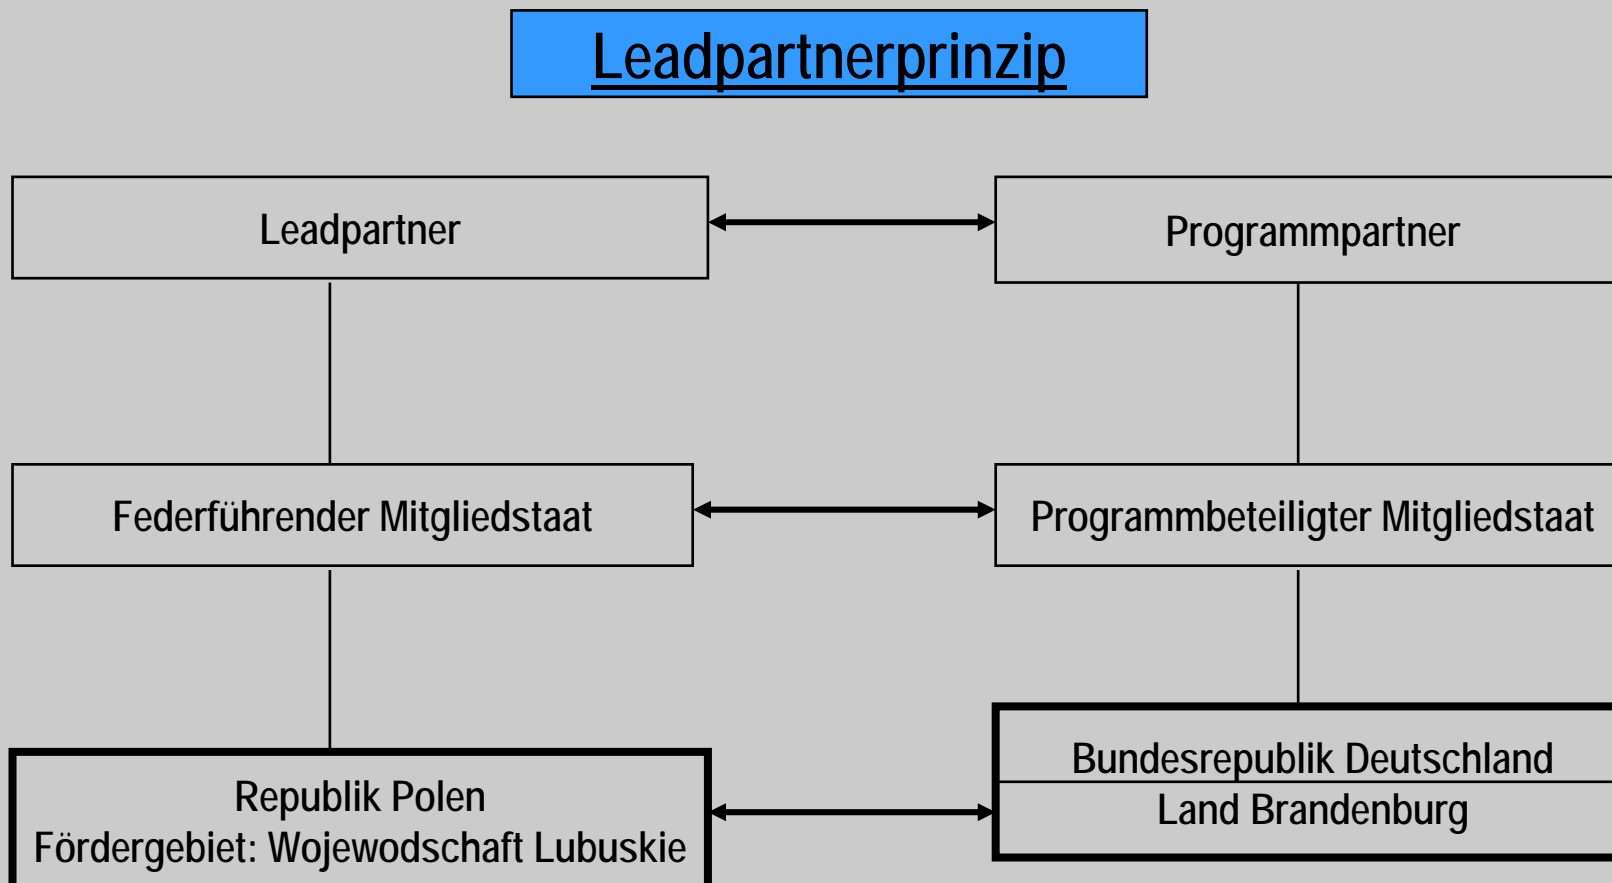 Leadpartnerprinzip
Leadpartner
Programmpartner
Federführender Mitgliedstaat
Programmbeteiligter Mitgliedstaat
Republik Polen
Fördergebiet: Wojewodschaft Lubuskie
Bundesrepublik Deutschland
Land Brandenburg